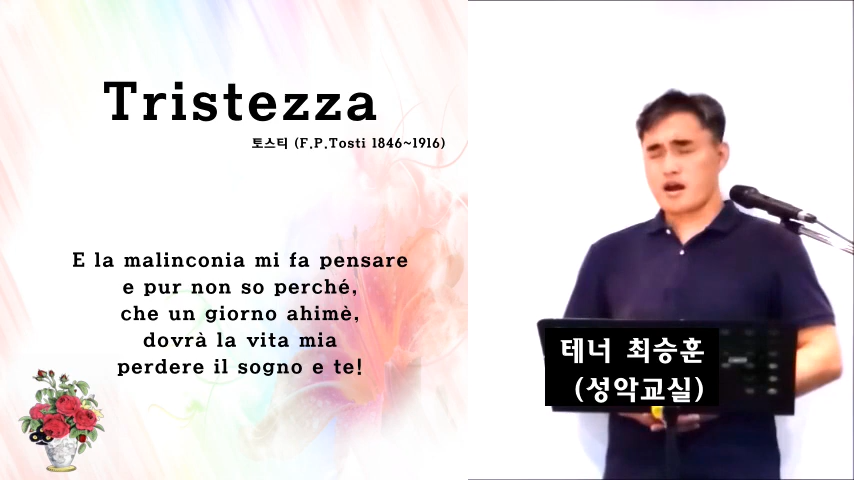 Tristezza
토스티 (F.P.Tosti 1846~1916)
E la malinconia mi fa pensare
e pur non so perché,
che un giorno ahimè,
dovrà la vita mia
perdere il sogno e te!
테너 최승훈
(성악교실)